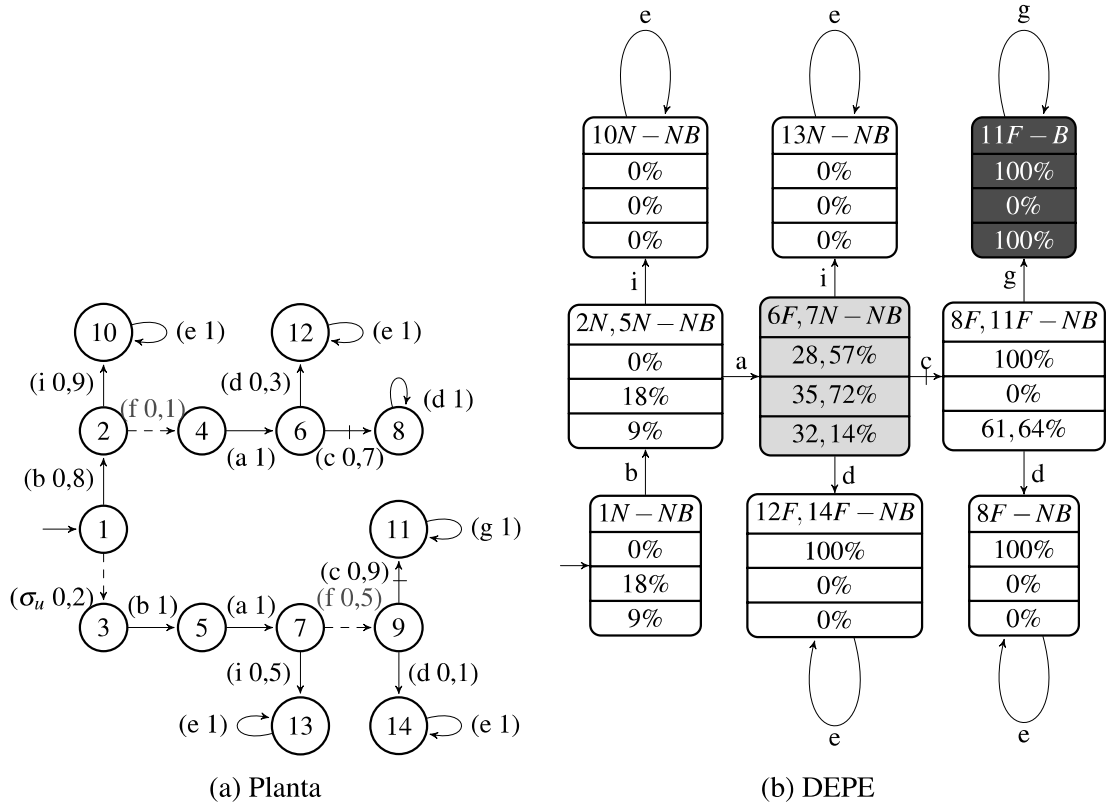 10
(e 1)
12
(e 1)
(i 0,9)
(d 0,3)
(d 1)
(f 0,1)
2
4
6
8
(a 1)
(c 0,7)
(b 0,8)
1
11
(g 1)
(c 0,9)
(σᵤ 0,2)
(b 1)
(a 1)
(f 0,5)
3
5
7
9
(i 0,5)
(d 0,1)
(e 1)
13
14
(e 1)
(a) Planta
e
e
g
10N − NB
0%
0%
0%
13N − NB
0%
0%
0%
11F − B
100%
0%
100%
i
i
g
2N, 5N − NB
0%
18%
9%
a
6F, 7N − NB
28, 57%
35, 72%
32, 14%
c
8F, 11F − NB
100%
0%
61, 64%
b
d
d
1N − NB
0%
18%
9%
12F, 14F − NB
100%
0%
0%
8F − NB
100%
0%
0%
e
e
(b) DEPE